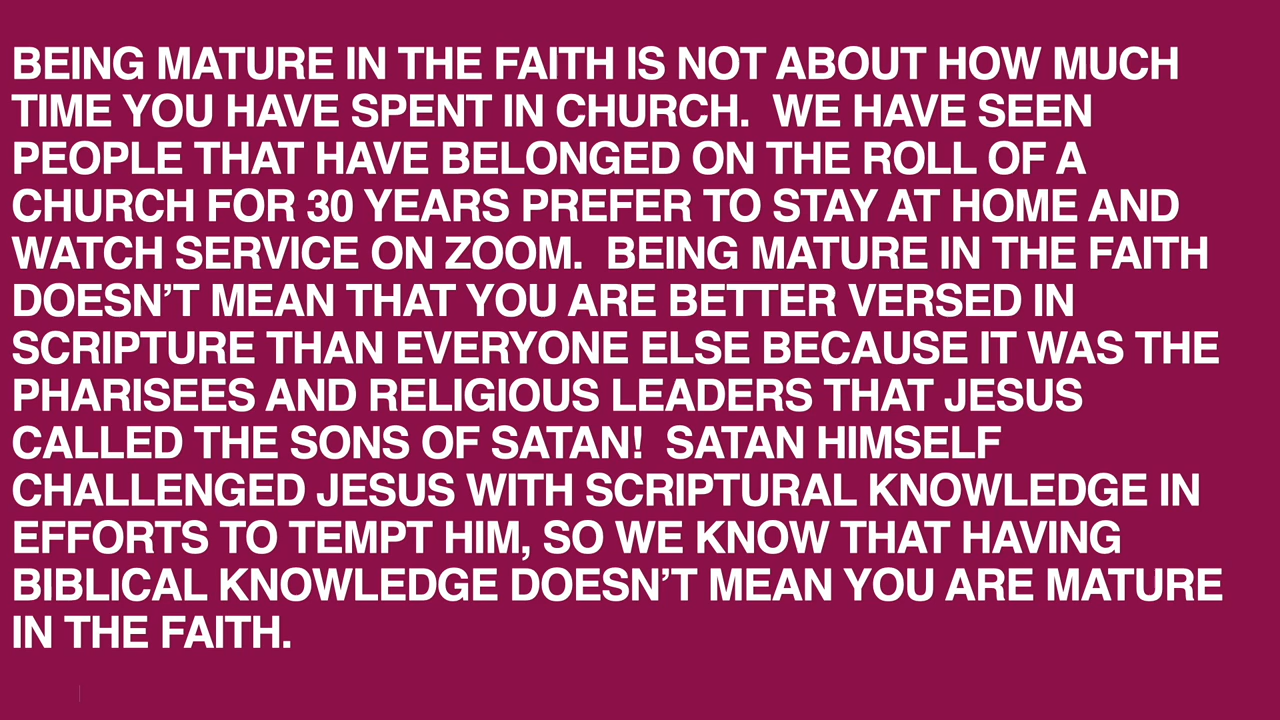 BEING MATURE IN THE FAITH IS NOT ABOUT HOW MUCH
TIME YOU HAVE SPENT IN CHURCH.  WE HAVE SEEN
PEOPLE THAT HAVE BELONGED ON THE ROLL OF A
CHURCH FOR 30 YEARS PREFER TO STAY AT HOME AND
WATCH SERVICE ON ZOOM.  BEING MATURE IN THE FAITH
DOESN’T MEAN THAT YOU ARE BETTER VERSED IN
SCRIPTURE THAN EVERYONE ELSE BECAUSE IT WAS THE
PHARISEES AND RELIGIOUS LEADERS THAT JESUS
CALLED THE SONS OF SATAN!  SATAN HIMSELF
CHALLENGED JESUS WITH SCRIPTURAL KNOWLEDGE IN
EFFORTS TO TEMPT HIM, SO WE KNOW THAT HAVING
BIBLICAL KNOWLEDGE DOESN’T MEAN YOU ARE MATURE
IN THE FAITH.